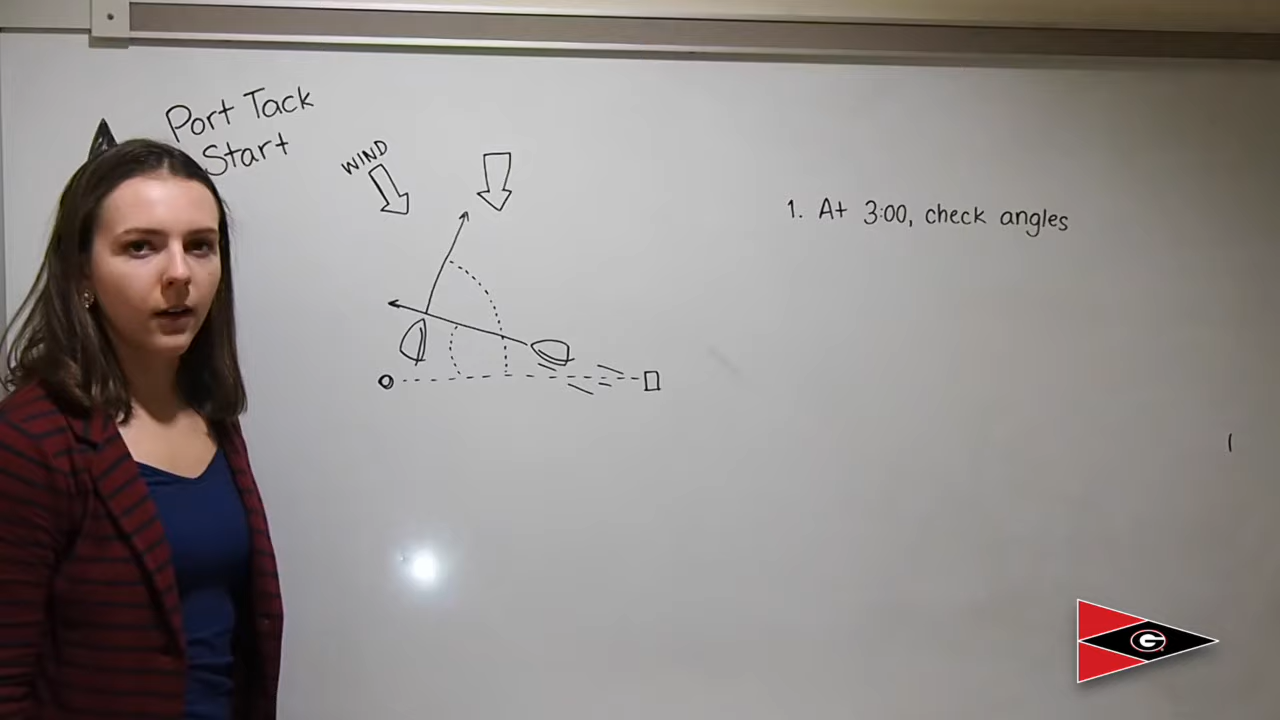 Port Tack
Start
WIND
1. At 3:00, check angles
G